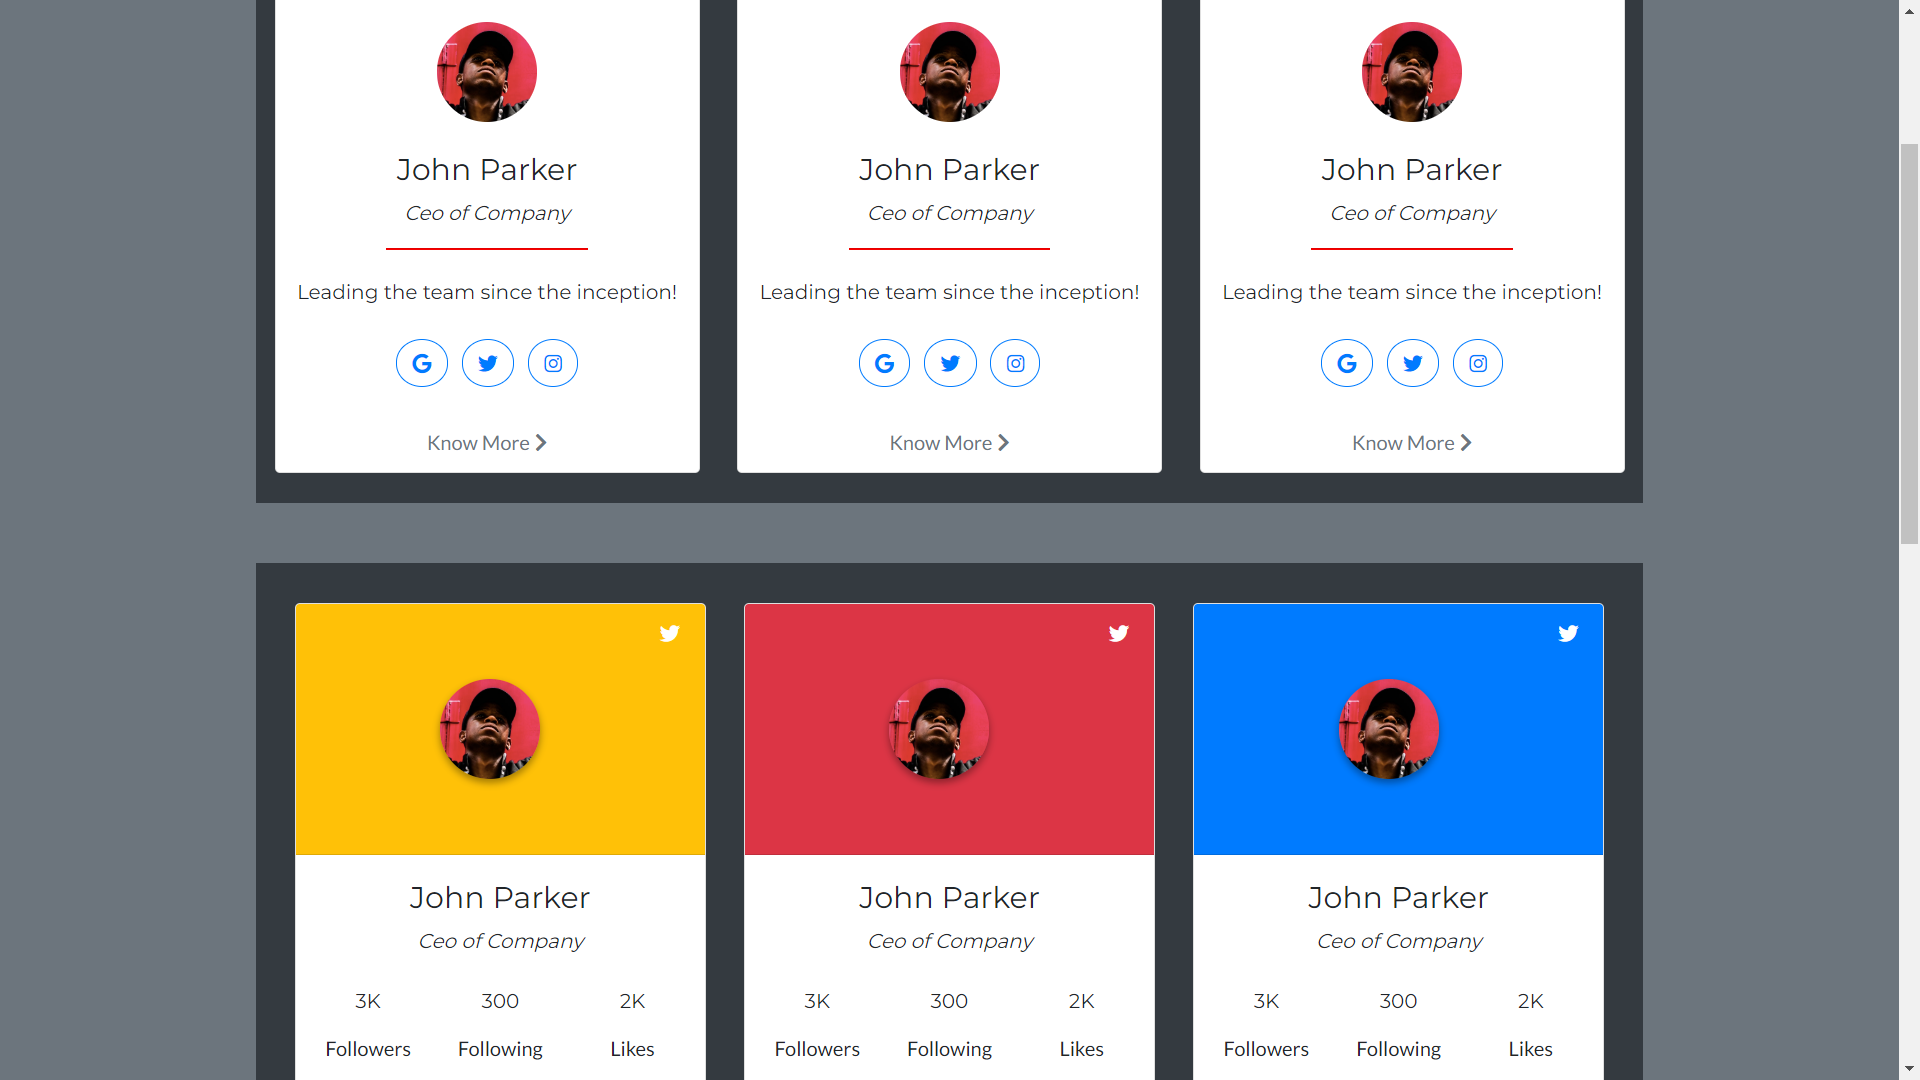 John Parker John Parker John Parker
Ceo of Company Ceo of Company Ceo of Company
Leading the team since the inception! Leading the team since the inception! Leading the team since the inception!
Know More Know More Know More
John Parker John Parker John Parker
Ceo of Company Ceo of Company Ceo of Company
3K 300 2K 3K 300 2K 3K 300 2K
Followers Following Likes Followers Following Likes Followers Following Likes